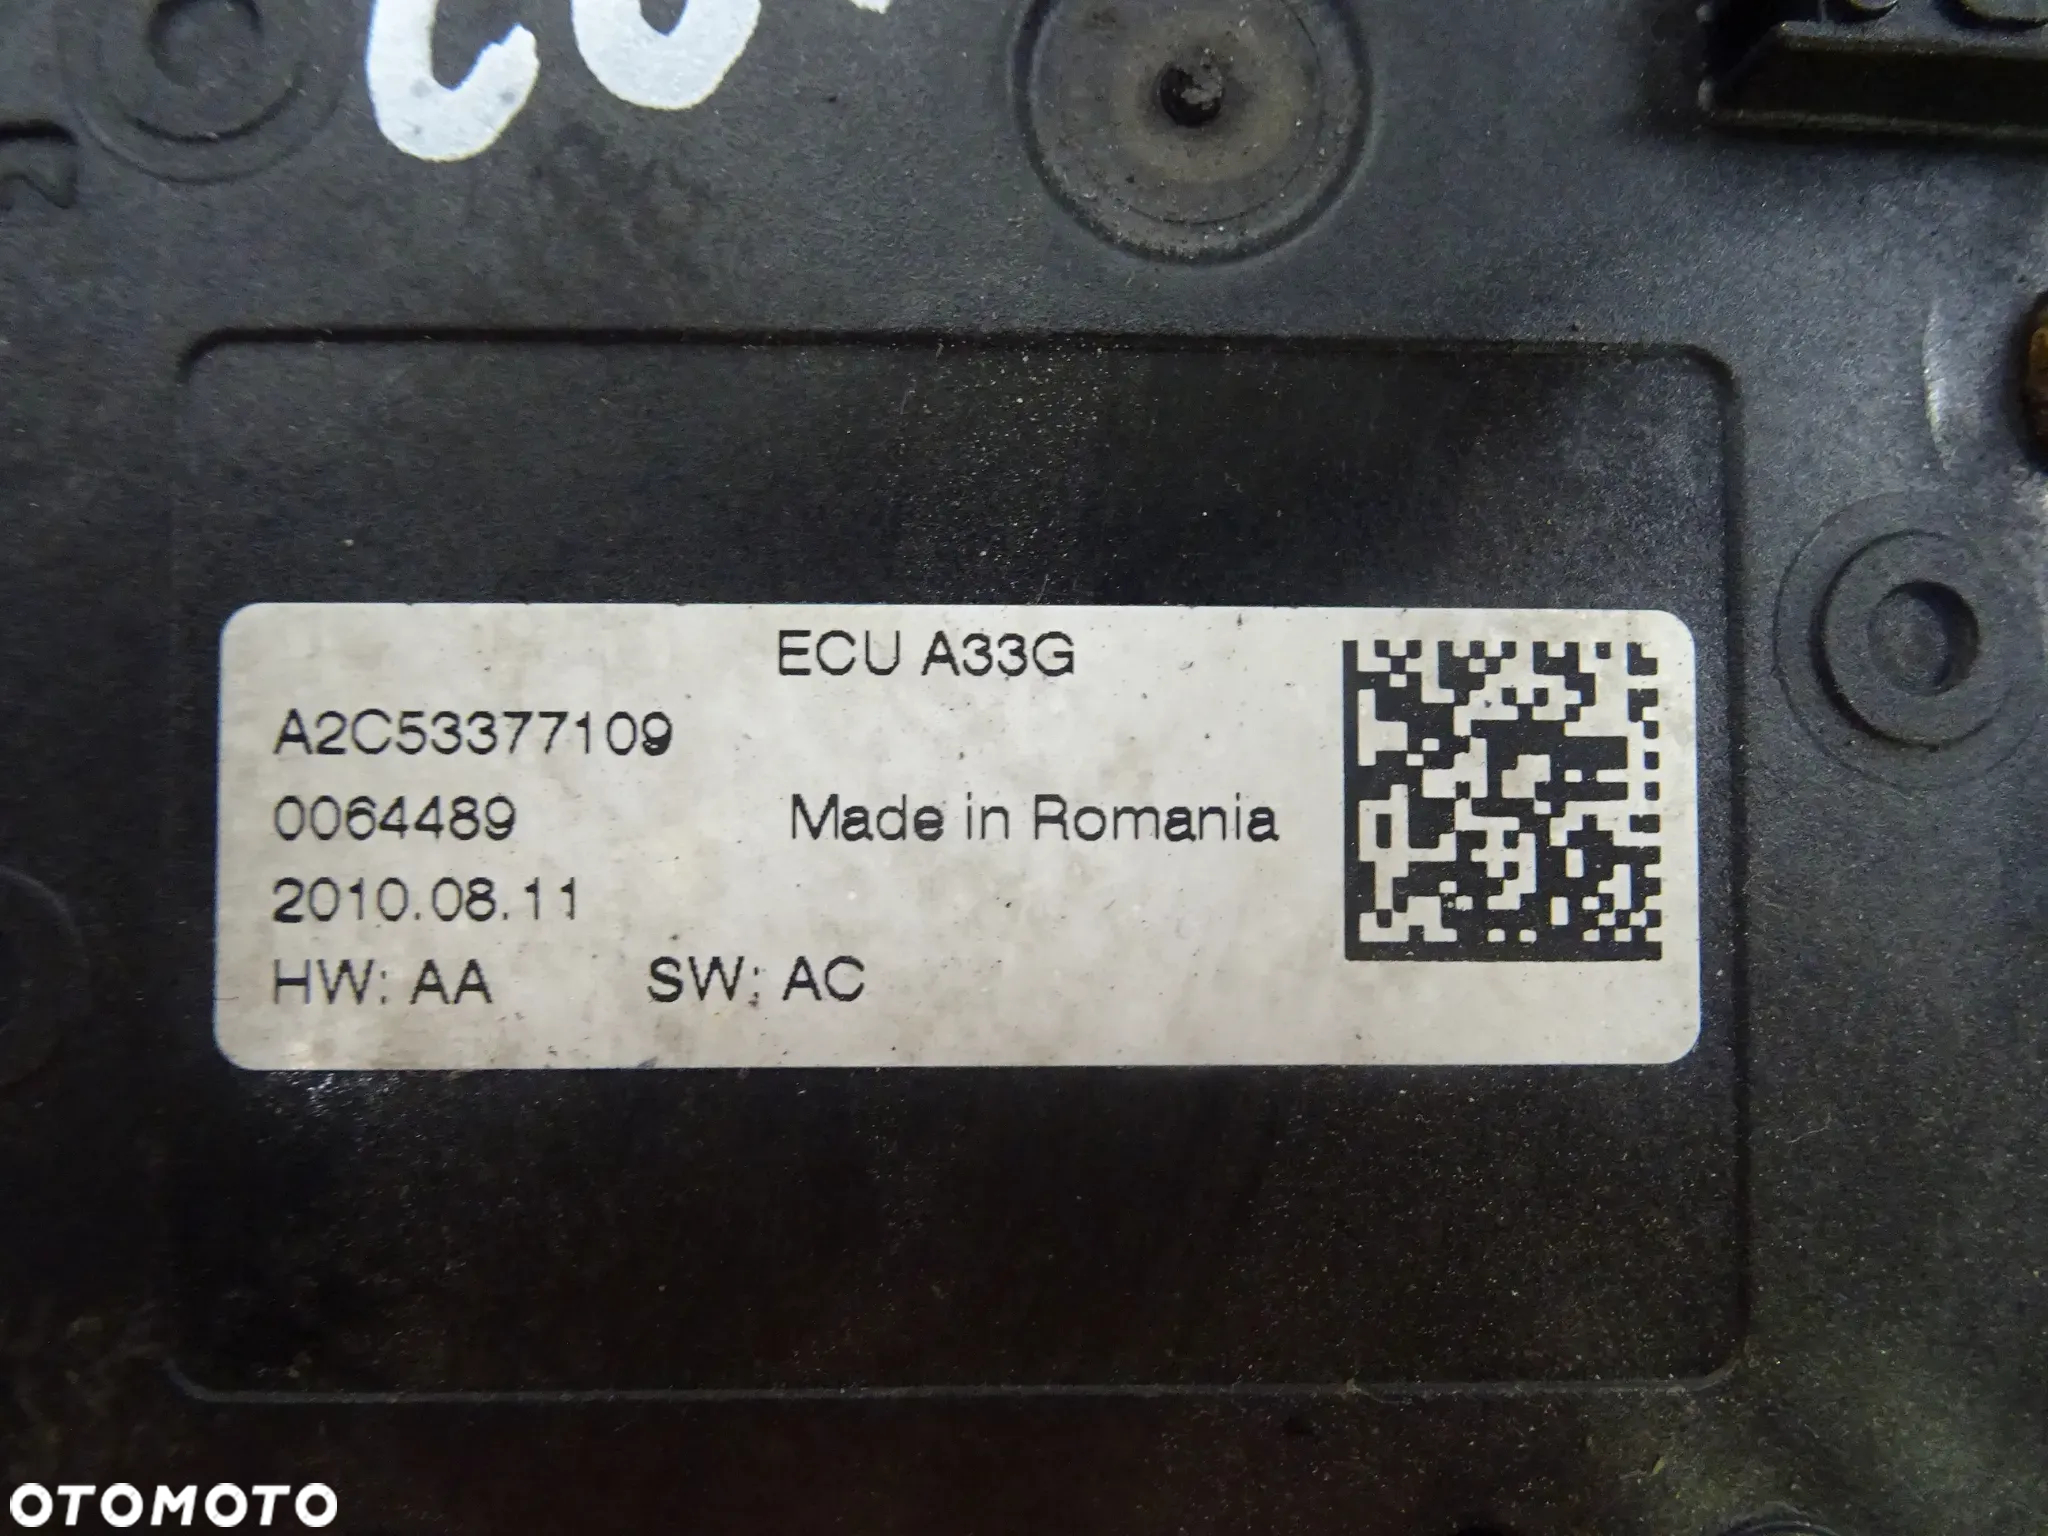 ECU A33G
A2C53377109
0064489 Made in Romania
2010.08.11
HW: AA SW: AC
OTOMOTO